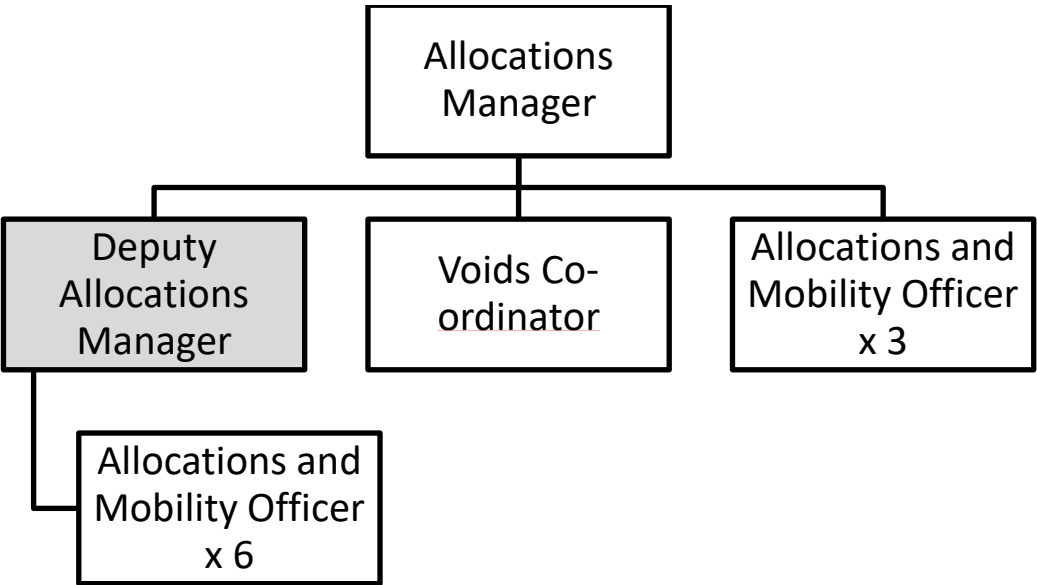 Allocations
Manager
Deputy
Allocations
Manager
Voids Co-
ordinator
Allocations and
Mobility Officer
x 3
Allocations and
Mobility Officer
x 6